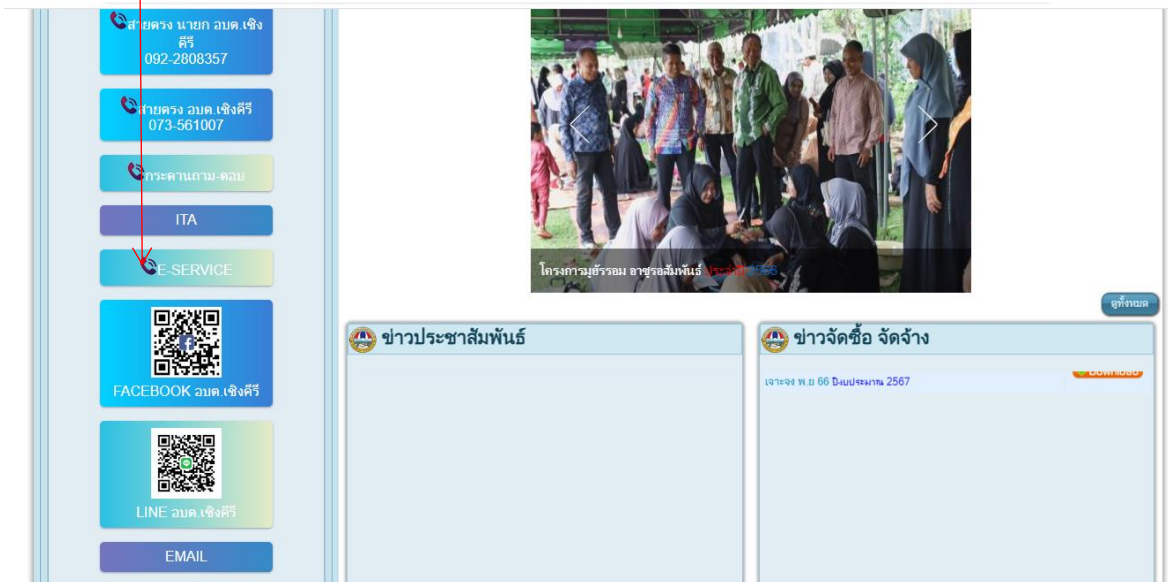 สายตรง นายก อบต.เชิง
คีรี
092-2808357
สายตรง อบต.เชิงคีรี
073-561007
กระดานถาม-ตอบ
ITA
E-SERVICE
FACEBOOK อบต.เชิงคีรี
LINE อบต.เชิงคีรี
EMAIL
โครงการมุฮัรรอม อาชูรอสัมพันธ์ ประจำปี 2566
ดูทั้งหมด
ข่าวประชาสัมพันธ์
ข่าวจัดซื้อ จัดจ้าง
เจาะจง พ.ย 66 ปีงบประมาณ 2567
Download